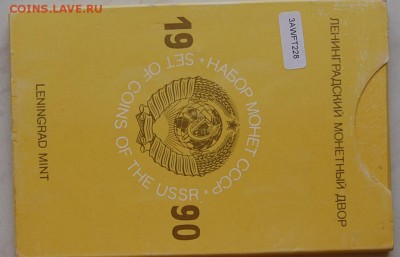 COINS.LAVE.RU
ЛЕНИНГРАДСКИЙ МОНЕТНЫЙ ДВОР
3AWFT228
19 90
· НАБОР МОНЕТ СССР ·
SET OF COINS OF THE USSR
LENINGRAD MINT